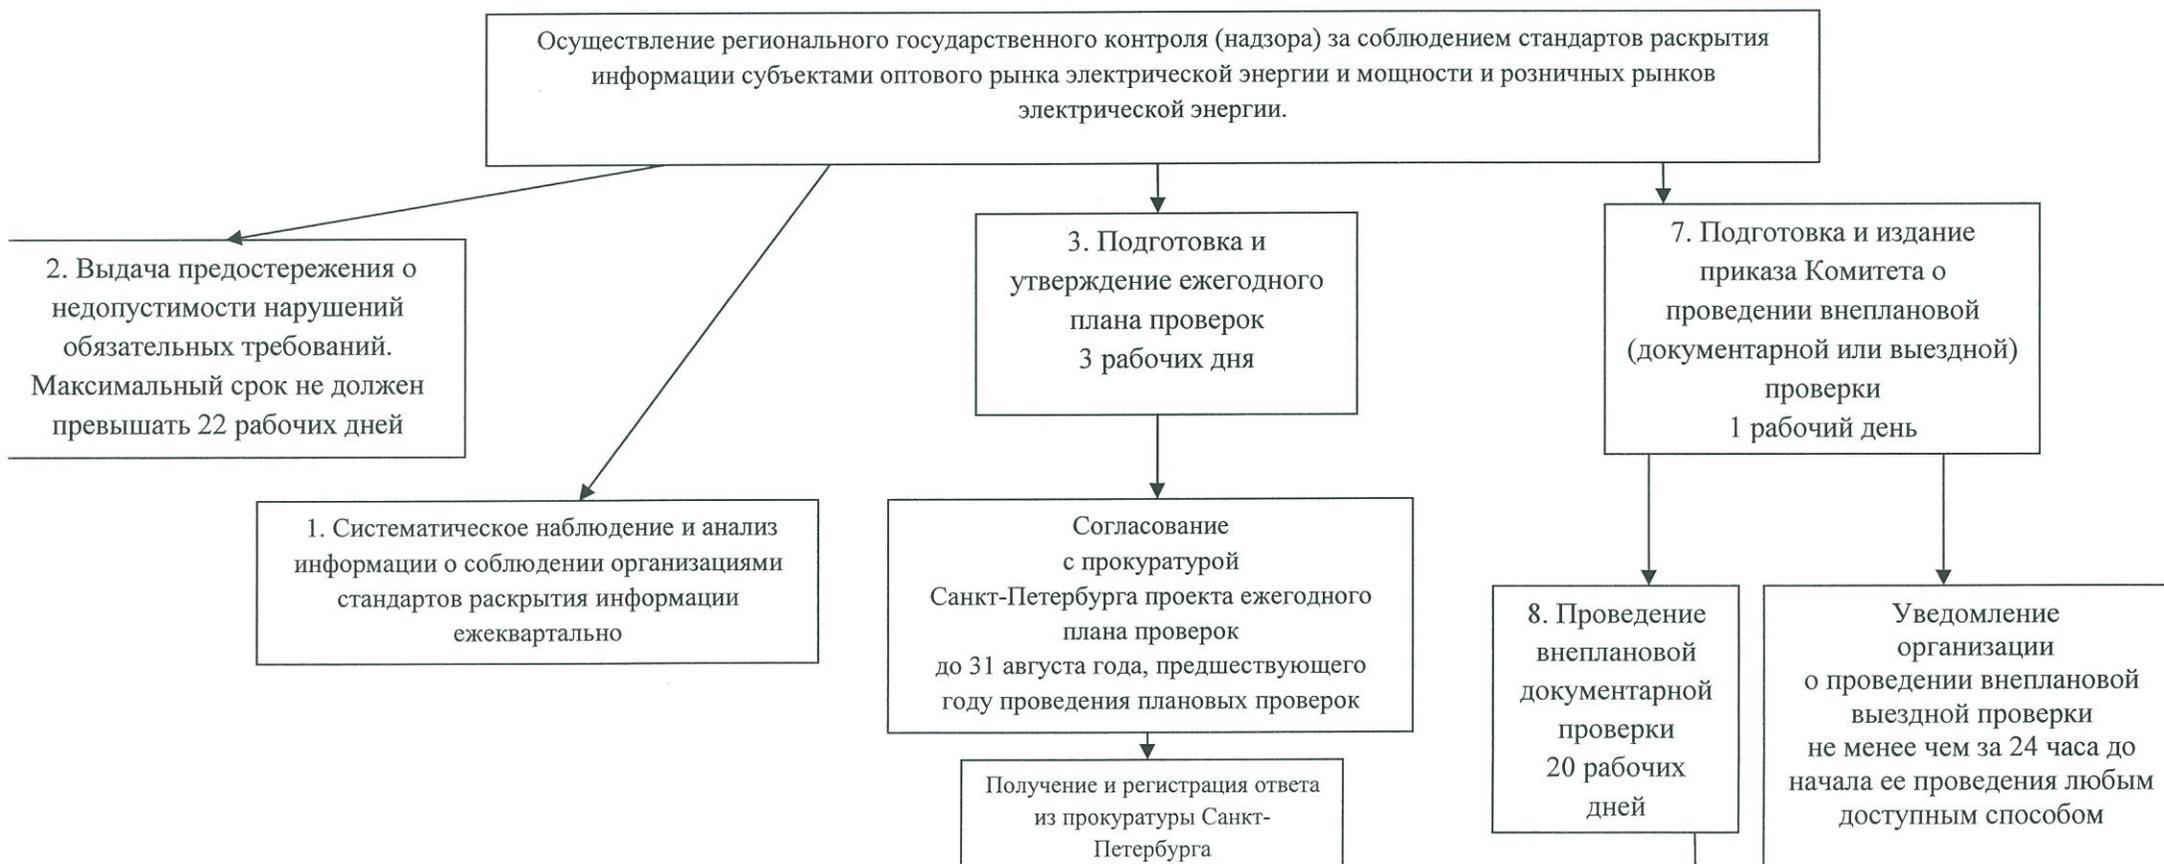 Осуществление регионального государственного контроля (надзора) за соблюдением стандартов раскрытия
информации субъектами оптового рынка электрической энергии и мощности и розничных рынков
электрической энергии.
2. Выдача предостережения о
недопустимости нарушений
обязательных требований.
Максимальный срок не должен
превышать 22 рабочих дней
1. Систематическое наблюдение и анализ
информации о соблюдении организациями
стандартов раскрытия информации
ежеквартально
3. Подготовка и
утверждение ежегодного
плана проверок
3 рабочих дня
Согласование
с прокуратурой
Санкт-Петербурга проекта ежегодного
плана проверок
до 31 августа года, предшествующего
году проведения плановых проверок
Получение и регистрация ответа
из прокуратуры Санкт-
Петербурга
7. Подготовка и издание
приказа Комитета о
проведении внеплановой
(документарной или выездной)
проверки
1 рабочий день
8. Проведение
внеплановой
документарной
проверки
20 рабочих
дней
Уведомление
организации
о проведении внеплановой
выездной проверки
не менее чем за 24 часа до
начала ее проведения любым
доступным способом